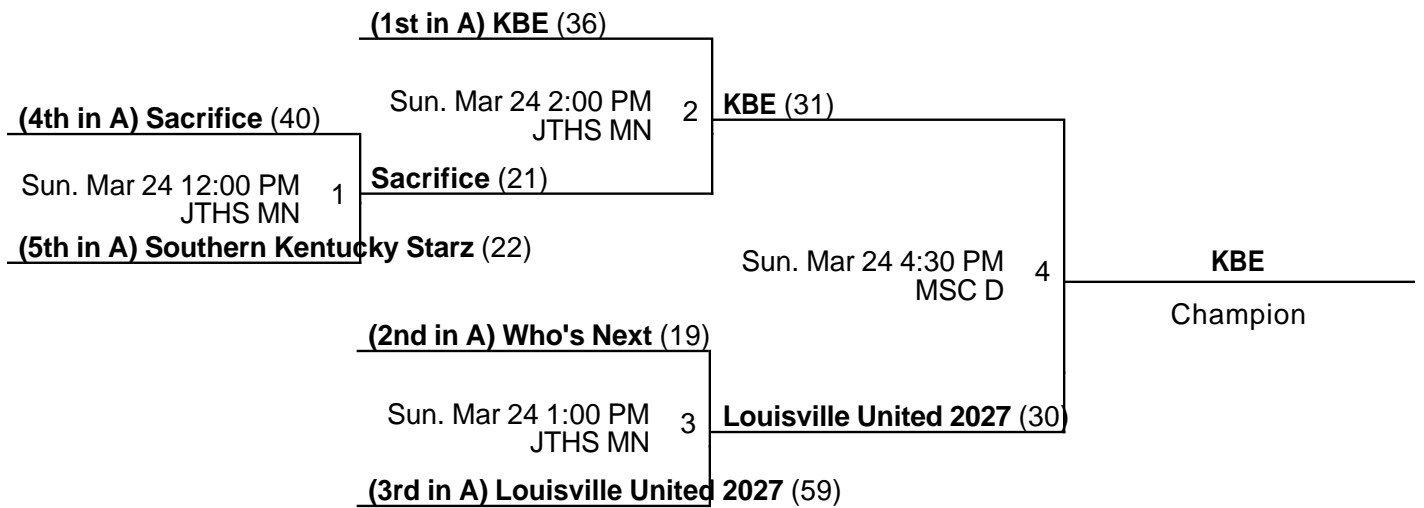 (1st in A) KBE (36)
Sun. Mar 24 2:00 PM
JTHS MN
2
KBE (31)
(4th in A) Sacrifice (40)
Sun. Mar 24 12:00 PM
JTHS MN
1
Sacrifice (21)
(5th in A) Southern Kentucky Starz (22)
Sun. Mar 24 4:30 PM
MSC D
4
KBE
Champion
(2nd in A) Who's Next (19)
Sun. Mar 24 1:00 PM
JTHS MN
3
Louisville United 2027 (30)
(3rd in A) Louisville United 2027 (59)